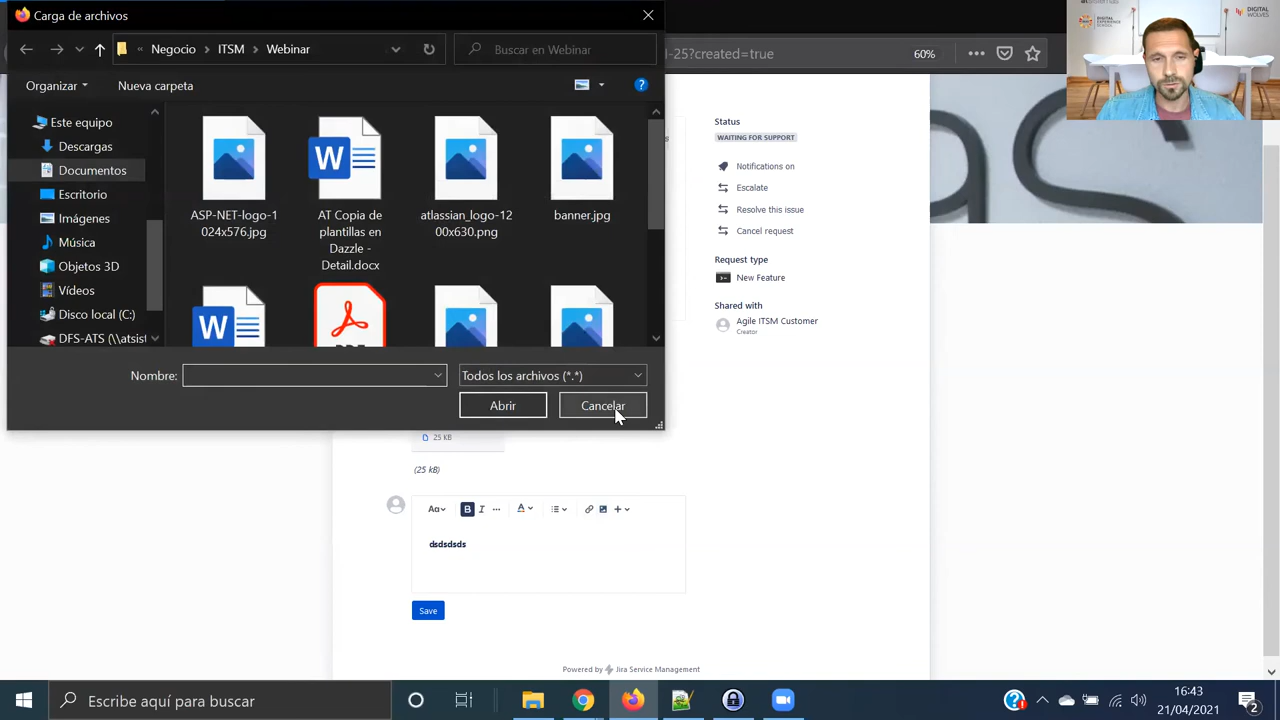 Carga de archivos
Negocio
ITSM
Webinar
Buscar en Webinar
-25?created=true
60%
DIGITAL
WOLVES
Organizar
Nueva carpeta
Este equipo
Descargas
Escritorio
Imágenes
Música
Objetos 3D
Vídeos
Disco local (C:)
ASP-NET-logo-1
024x576.jpg
AT Copia de
plantillas en
Dazzle -
Detail.docx
atlassian_logo-12
00x630.png
banner.jpg
Nombre:
Todos los archivos (*.*)
Abrir
Cancelar
Status
WAITING FOR SUPPORT
Notifications on
Escalate
Resolve this issue
Cancel request
Request type
New Feature
Shared with
Agile ITSM Customer
Creator
25 KB
(25 kB)
Aa
B
I
A
dsdsdsds
Save
Powered by
Jira Service Management
Escribe aquí para buscar
16:43
21/04/2021
2